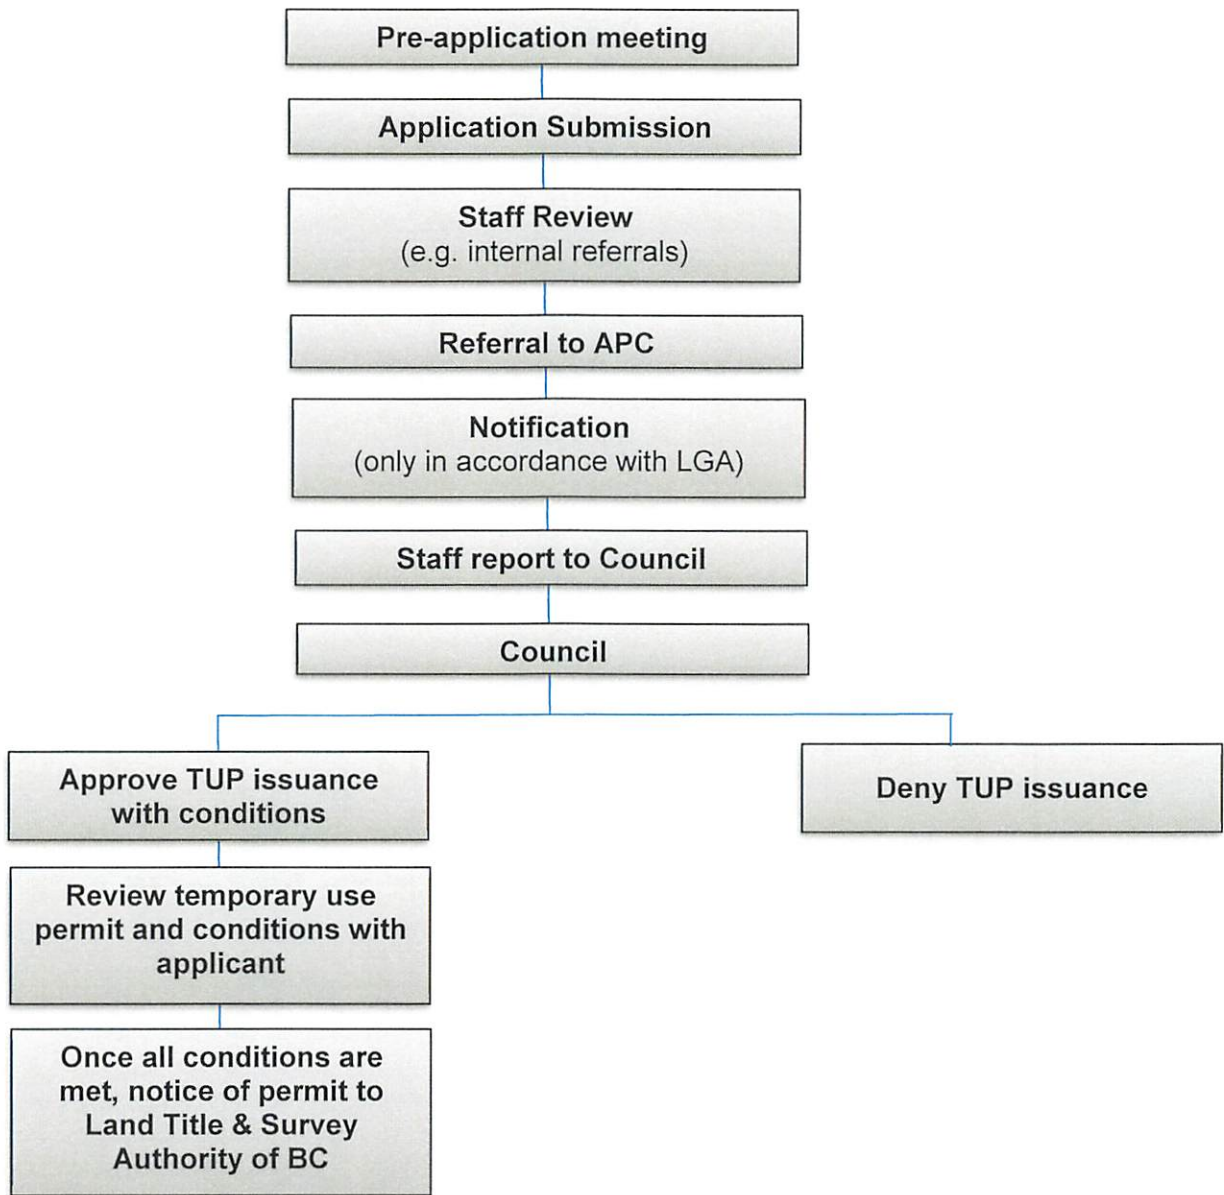 Pre-application meeting
Application Submission
Staff Review
(e.g. internal referrals)
Referral to APC
Notification
(only in accordance with LGA)
Staff report to Council
Council
Approve TUP issuance
with conditions
Deny TUP issuance
Review temporary use
permit and conditions with
applicant
Once all conditions are
met, notice of permit to
Land Title & Survey
Authority of BC